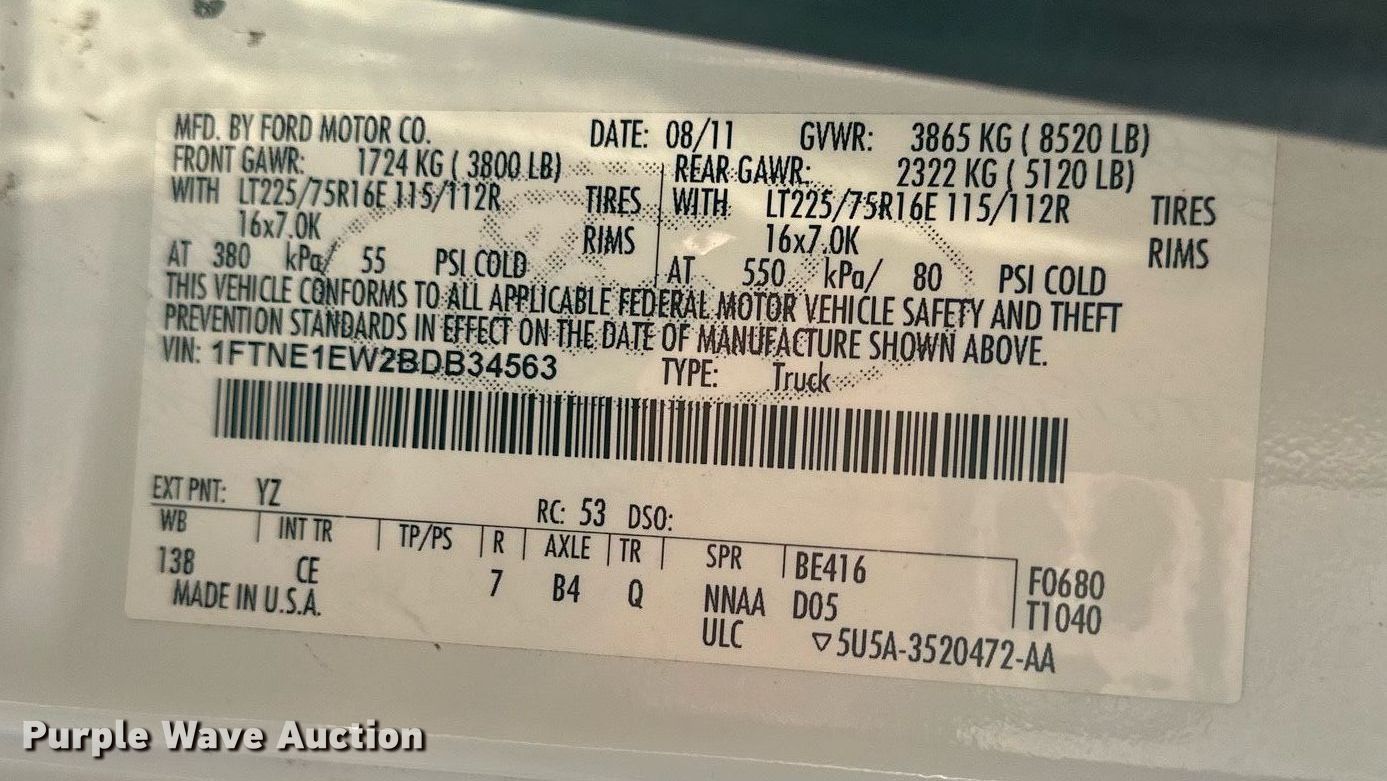 MFD. BY FORD MOTOR CO. DATE: 08/11 GVWR: 3865 KG ( 8520 LB)
FRONT GAWR: 1724 KG ( 3800 LB) REAR GAWR: 2322 KG ( 5120 LB)
WITH LT225/75R16E 115/112R TIRES WITH LT225/75R16E 115/112R TIRES
16x7.0K RIMS 16x7.0K RIMS
AT 380 kPa/ 55 PSI COLD AT 550 kPa/ 80 PSI COLD
THIS VEHICLE CONFORMS TO ALL APPLICABLE FEDERAL MOTOR VEHICLE SAFETY AND THEFT
PREVENTION STANDARDS IN EFFECT ON THE DATE OF MANUFACTURE SHOWN ABOVE.
VIN: 1FTNE1EW2BDB34563 TYPE: Truck
EXT PNT: YZ RC: 53 DSO:
WB INT TR TP/PS R AXLE TR SPR BE416
138 CE 7 B4 Q NNAA D05 F0680
MADE IN U.S.A. ULC ▽5U5A-3520472-AA T1040
Purple Wave Auction